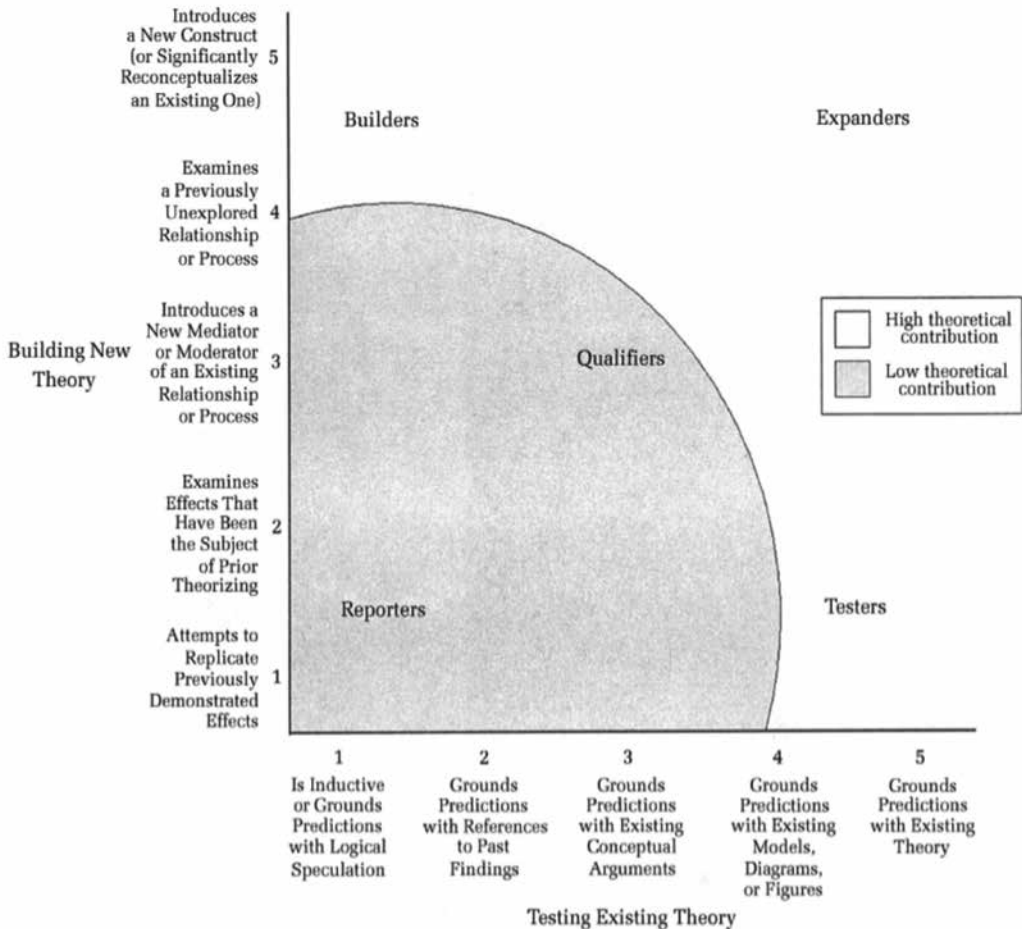 Introduces
a New Construct
(or Significantly
Reconceptualizes
an Existing One)
5
Builders
Expanders
Examines
a Previously
Unexplored
Relationship
or Process
4
Introduces a
New Mediator
or Moderator
of an Existing
Relationship
or Process
3
Building New
Theory
Qualifiers
High theoretical
contribution
Low theoretical
contribution
Examines
Effects That
Have Been
the Subject
of Prior
Theorizing
2
Reporters
Testers
Attempts to
Replicate
Previously
Demonstrated
Effects
1
1
Is Inductive
or Grounds
Predictions
with Logical
Speculation
2
Grounds
Predictions
with References
to Past
Findings
3
Grounds
Predictions
with Existing
Conceptual
Arguments
4
Grounds
Predictions
with Existing
Models,
Diagrams,
or Figures
5
Grounds
Predictions
with Existing
Theory
Testing Existing Theory